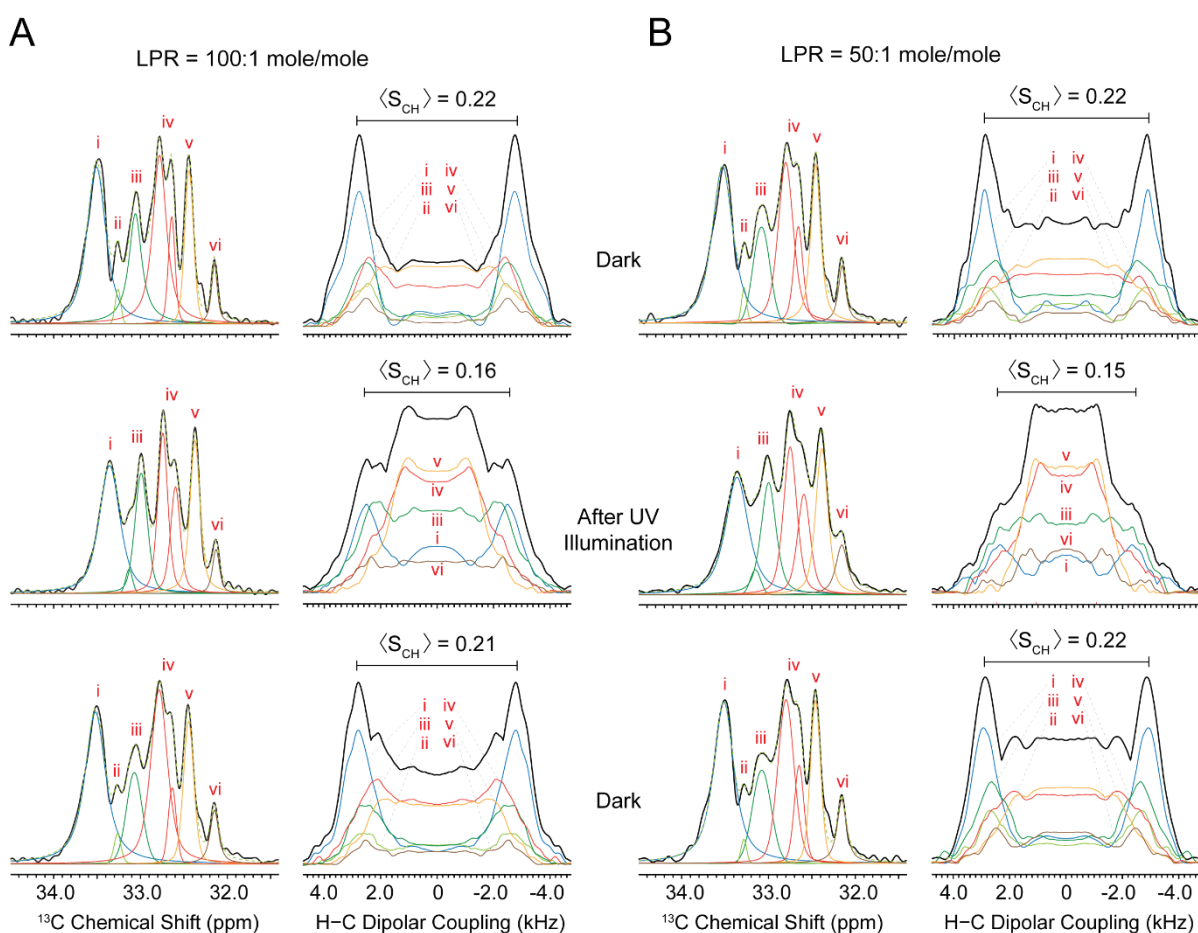 A
B
LPR = 100:1 mole/mole
LPR = 50:1 mole/mole
⟨S_CH⟩ = 0.22
⟨S_CH⟩ = 0.22
i ii iii iv v vi
i iv
iii v
ii vi
Dark
i ii iii iv v vi
i iv
iii v
ii vi
⟨S_CH⟩ = 0.16
⟨S_CH⟩ = 0.15
i iii iv v vi
v
iv
iii
i
vi
After UV
Illumination
i iii iv v vi
v
iv
iii
vi
i
⟨S_CH⟩ = 0.21
⟨S_CH⟩ = 0.22
i ii iii iv v vi
i iv
iii v
ii vi
Dark
i ii iii iv v vi
i iv
iii v
ii vi
34.0 33.0 32.0
4.0 2.0 0 -2.0 -4.0
34.0 33.0 32.0
4.0 2.0 0 -2.0 -4.0
¹³C Chemical Shift (ppm)
H−C Dipolar Coupling (kHz)
¹³C Chemical Shift (ppm)
H−C Dipolar Coupling (kHz)